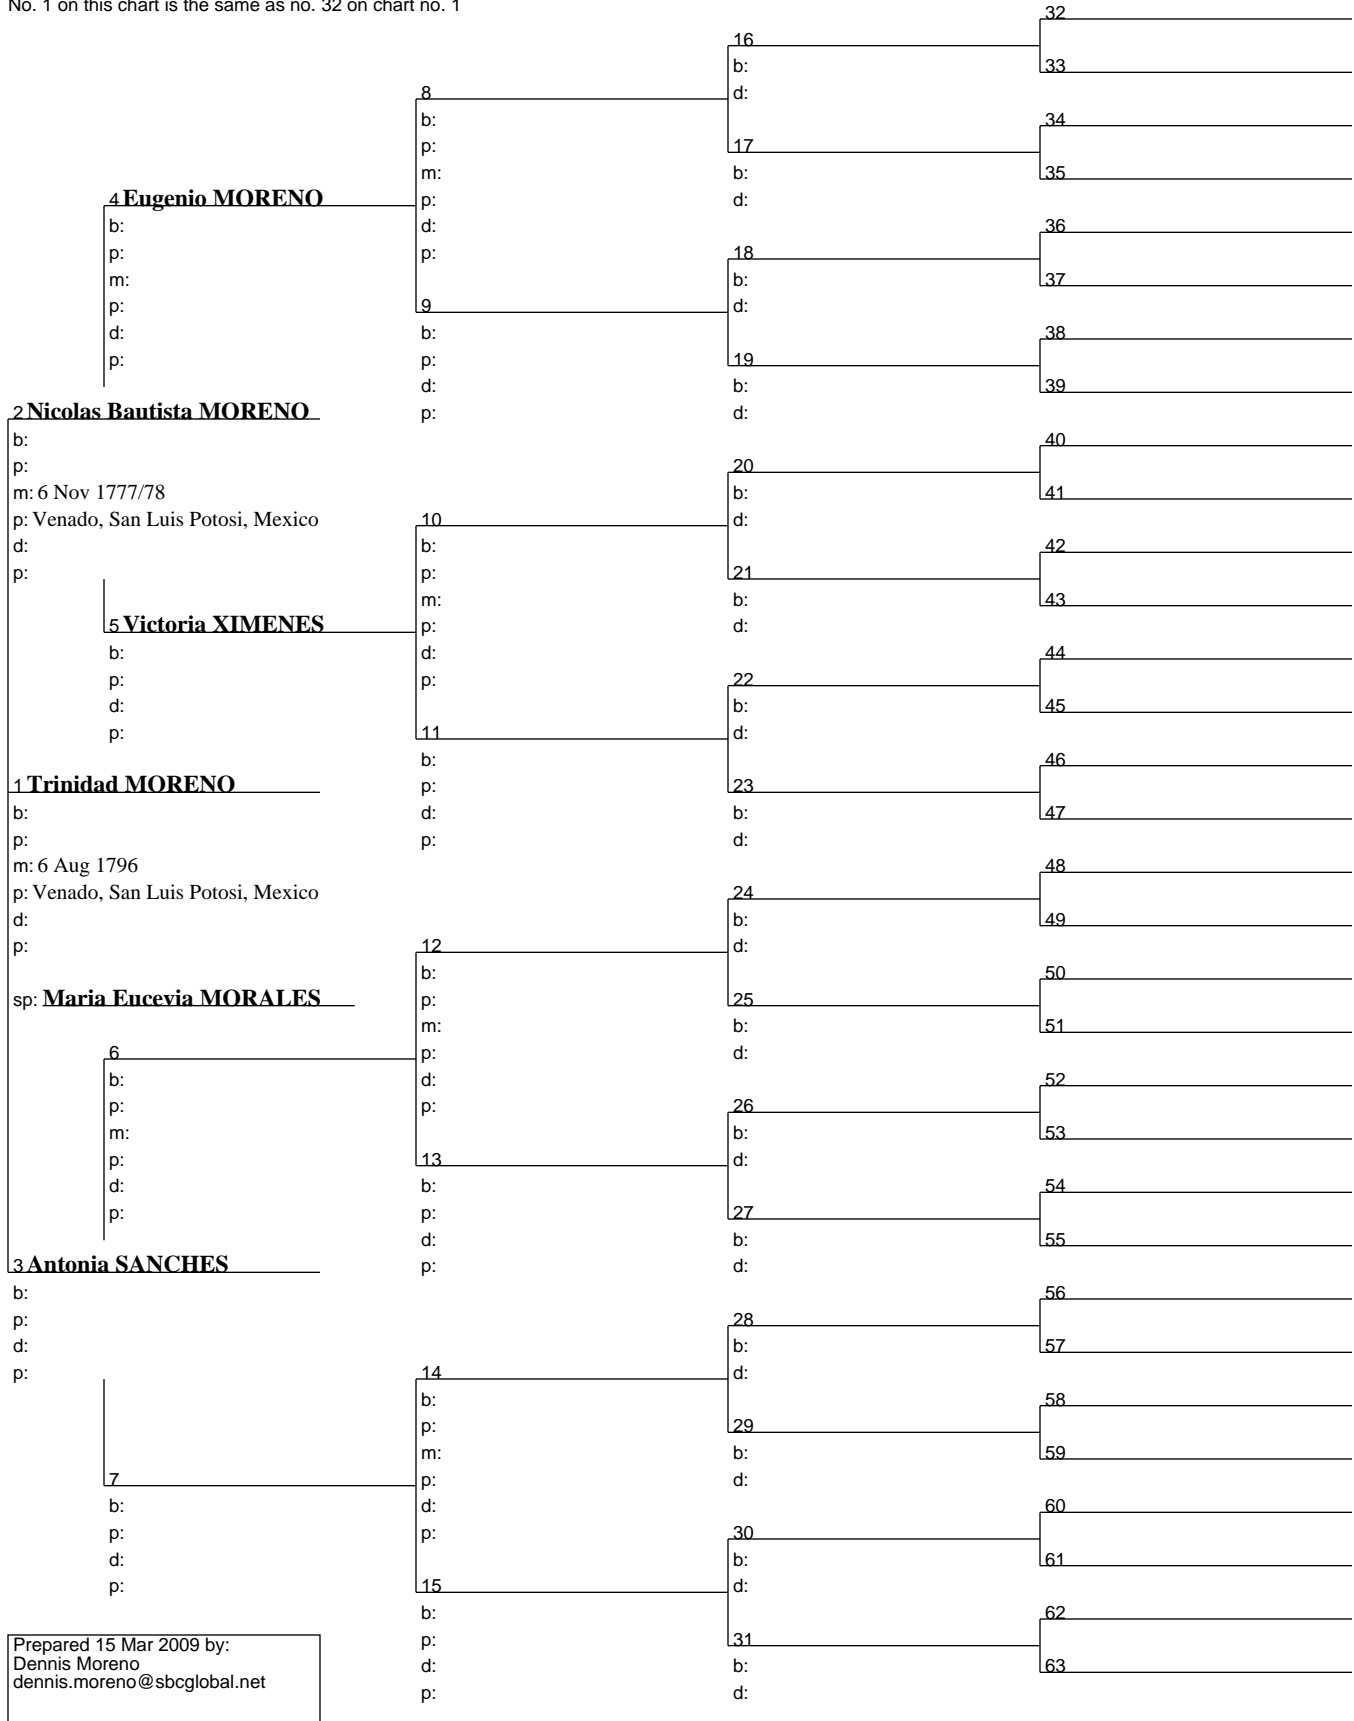 No. 1 on this chart is the same as no. 32 on chart no. 1
32
16
b:
33
8
d:
b:
34
p:
17
m:
b:
35
4 Eugenio MORENO
p:
d:
b:
d:
36
p:
p:
18
m:
b:
37
p:
9
d:
d:
b:
38
p:
p:
19
d:
b:
39
2 Nicolas Bautista MORENO
p:
d:
b:
40
p:
20
m: 6 Nov 1777/78
b:
41
p: Venado, San Luis Potosi, Mexico
10
d:
d:
b:
42
p:
p:
21
m:
b:
43
5 Victoria XIMENES
p:
d:
b:
d:
44
p:
p:
22
d:
b:
45
p:
11
d:
b:
46
1 Trinidad MORENO
p:
23
b:
d:
b:
47
p:
p:
d:
m: 6 Aug 1796
48
p: Venado, San Luis Potosi, Mexico
24
d:
b:
49
p:
12
d:
b:
50
sp: Maria Eucevia MORALES
p:
25
m:
b:
51
6
p:
d:
b:
d:
52
p:
p:
26
m:
b:
53
p:
13
d:
d:
b:
54
p:
p:
27
d:
b:
55
3 Antonia SANCHES
p:
d:
b:
56
p:
28
d:
b:
57
p:
14
d:
b:
58
p:
29
m:
b:
59
7
p:
d:
b:
d:
60
p:
p:
30
d:
b:
61
p:
15
d:
b:
62
Prepared 15 Mar 2009 by:
p:
31
Dennis Moreno
dennis.moreno@sbcglobal.net
d:
b:
63
p:
d: